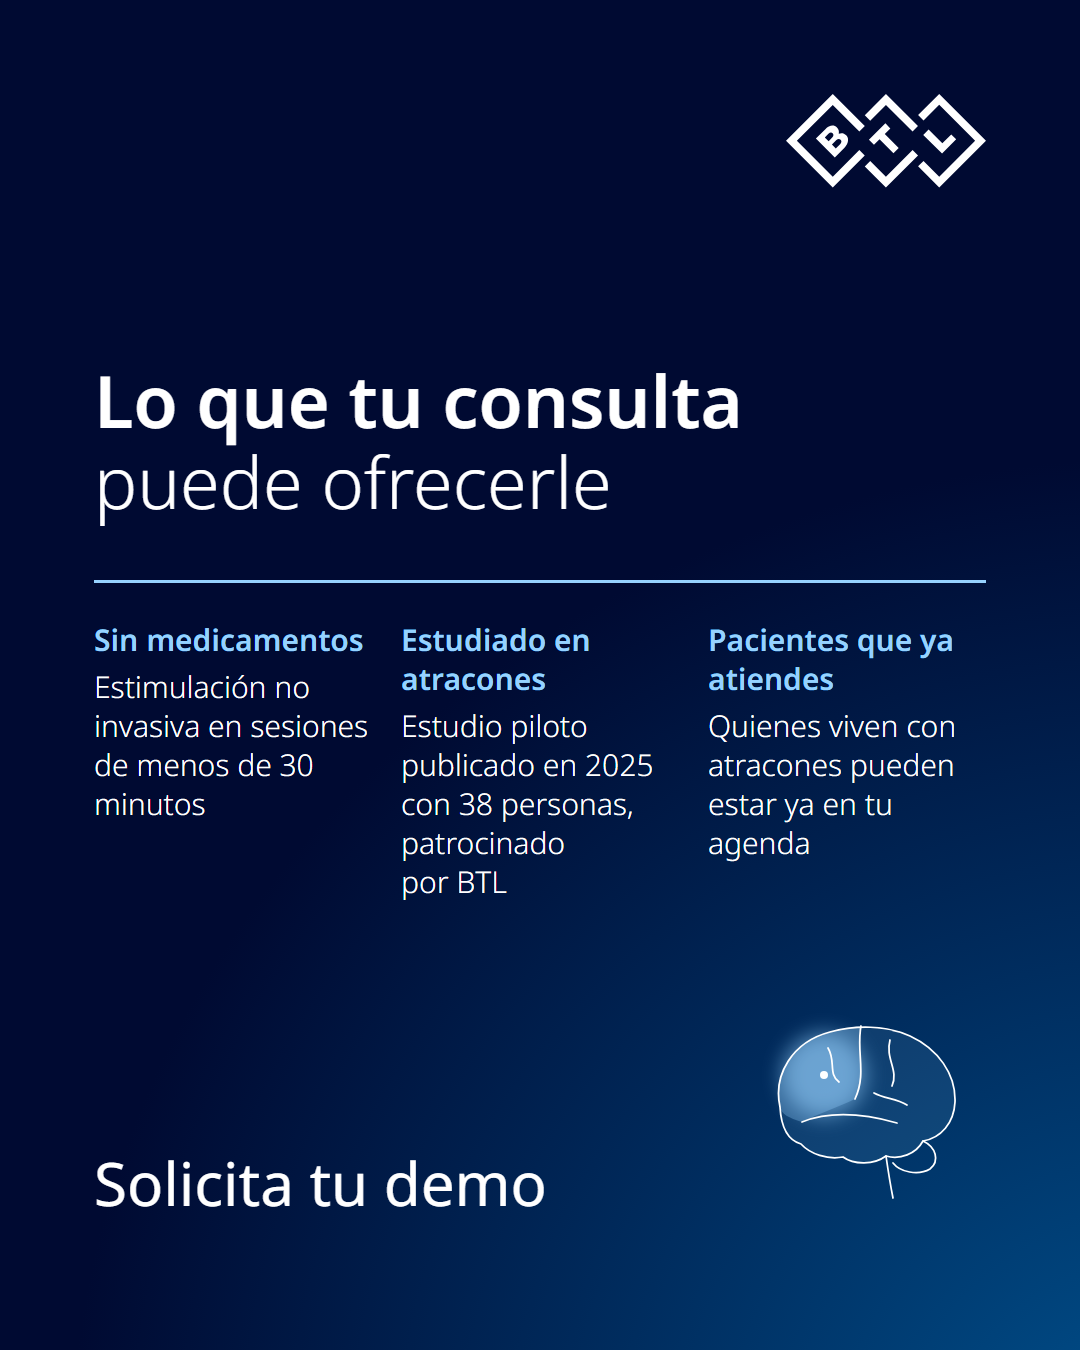 BTL
Lo que tu consulta
puede ofrecerle
Sin medicamentos
Estimulación no
invasiva en sesiones
de menos de 30
minutos
Estudiado en
atracones
Estudio piloto
publicado en 2025
con 38 personas,
patrocinado
por BTL
Pacientes que ya
atiendes
Quienes viven con
atracones pueden
estar ya en tu
agenda
Solicita tu demo